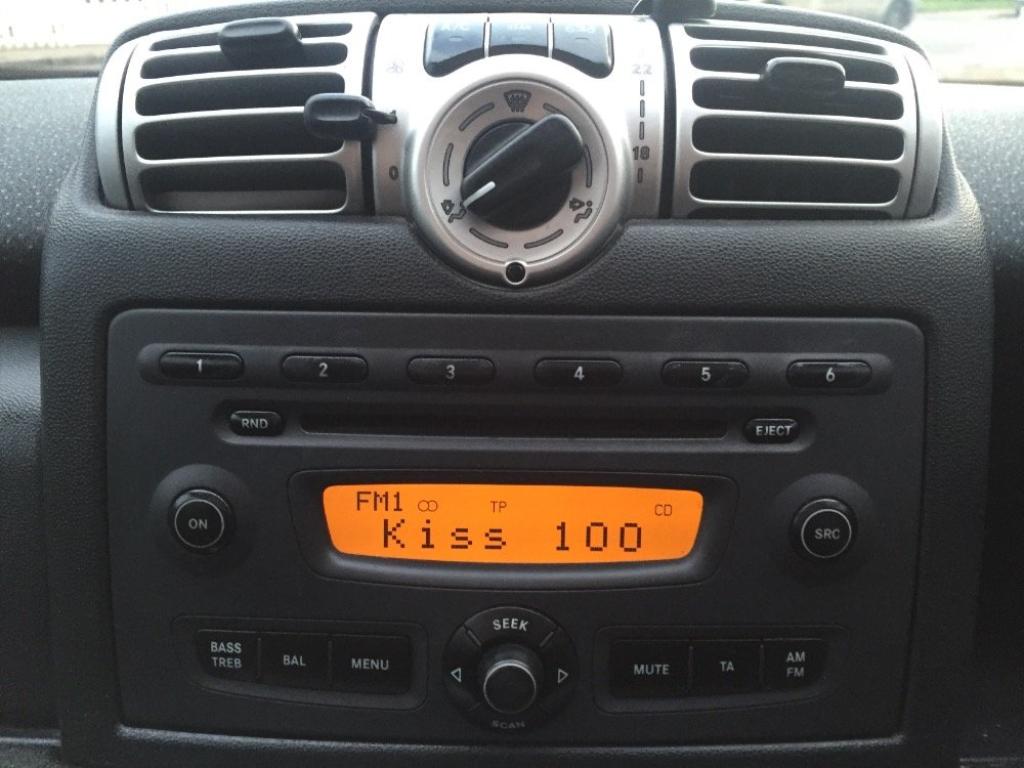 A/C
22
18
0
1 2 3 4 5 6
RND EJECT
ON
FM1 TP CD
Kiss 100
SRC
BASS
TREB
BAL
MENU
SEEK
SCAN
MUTE
TA
AM
FM